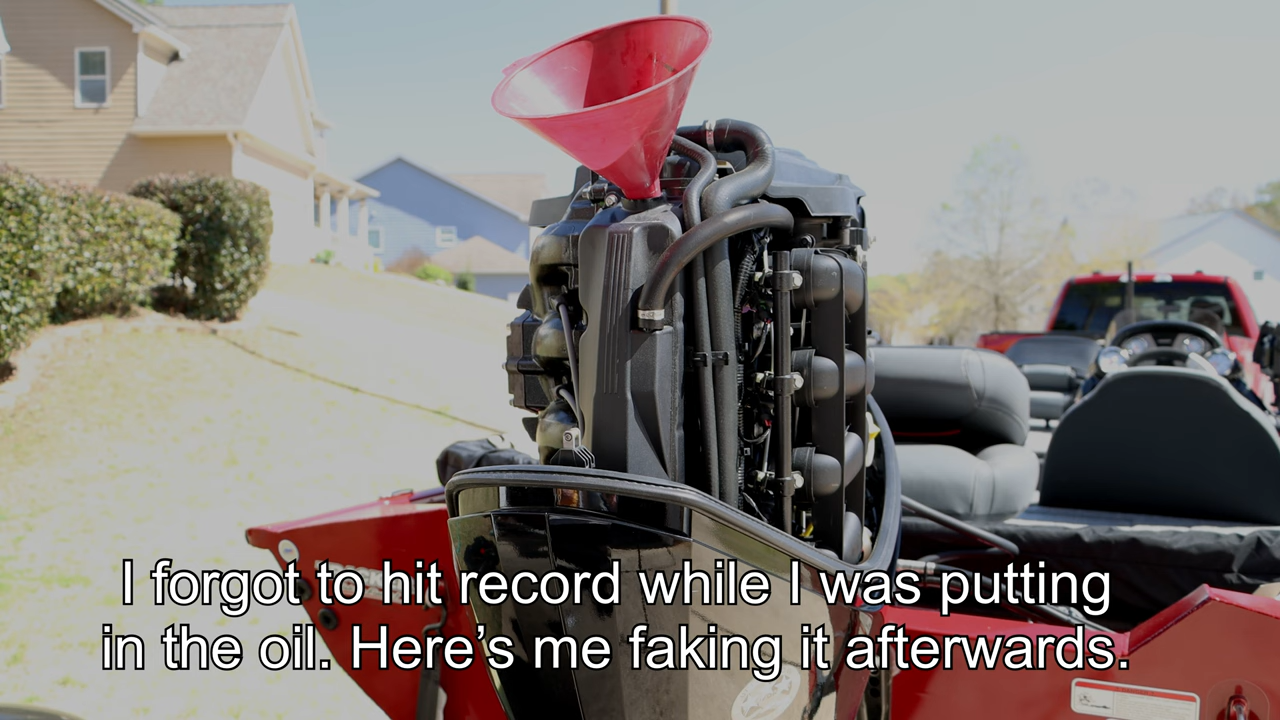 I forgot to hit record while I was putting
in the oil. Here’s me faking it afterwards.